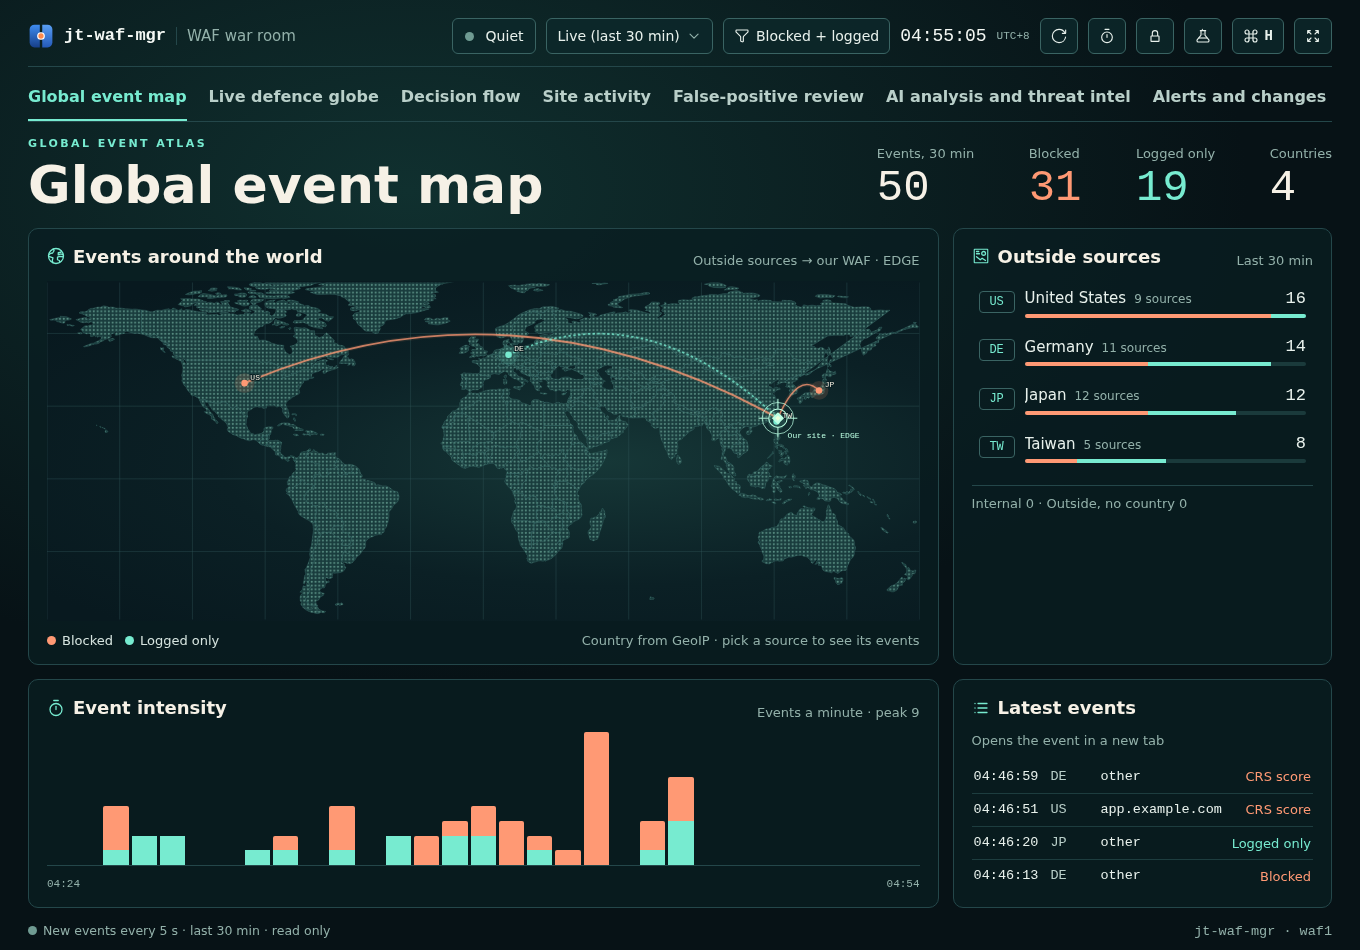 jt-waf-mgr WAF war room Quiet Live (last 30 min) Blocked + logged 04:55:05 UTC+8 ⌘ H
Global event map Live defence globe Decision flow Site activity False-positive review AI analysis and threat intel Alerts and changes
GLOBAL EVENT ATLAS
Global event map
Events, 30 min Blocked Logged only Countries
50 31 19 4
Events around the world
Outside sources → our WAF · EDGE
DE
US
JP
Our site · EDGE
Blocked Logged only
Country from GeoIP · pick a source to see its events
Outside sources Last 30 min
US United States 9 sources 16
DE Germany 11 sources 14
JP Japan 12 sources 12
TW Taiwan 5 sources 8
Internal 0 · Outside, no country 0
Event intensity
Events a minute · peak 9
04:24 04:54
Latest events
Opens the event in a new tab
04:46:59 DE other CRS score
04:46:51 US app.example.com CRS score
04:46:20 JP other Logged only
04:46:13 DE other Blocked
New events every 5 s · last 30 min · read only
jt-waf-mgr · waf1